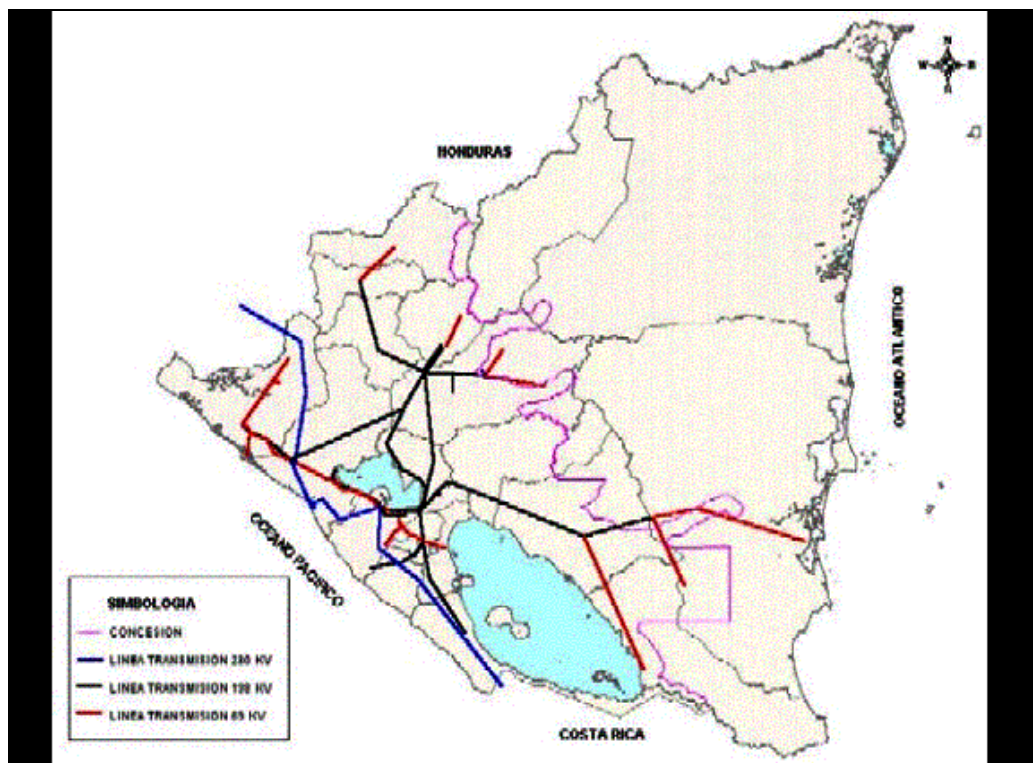 N
W
HONDURAS
OCEANO ATLANTICO
OCEANO PACIFICO
SIMBOLOGIA
CONCESION
LINEA TRANSMISION 230 KV
LINEA TRANSMISION 138 KV
LINEA TRANSMISION 69 KV
COSTA RICA